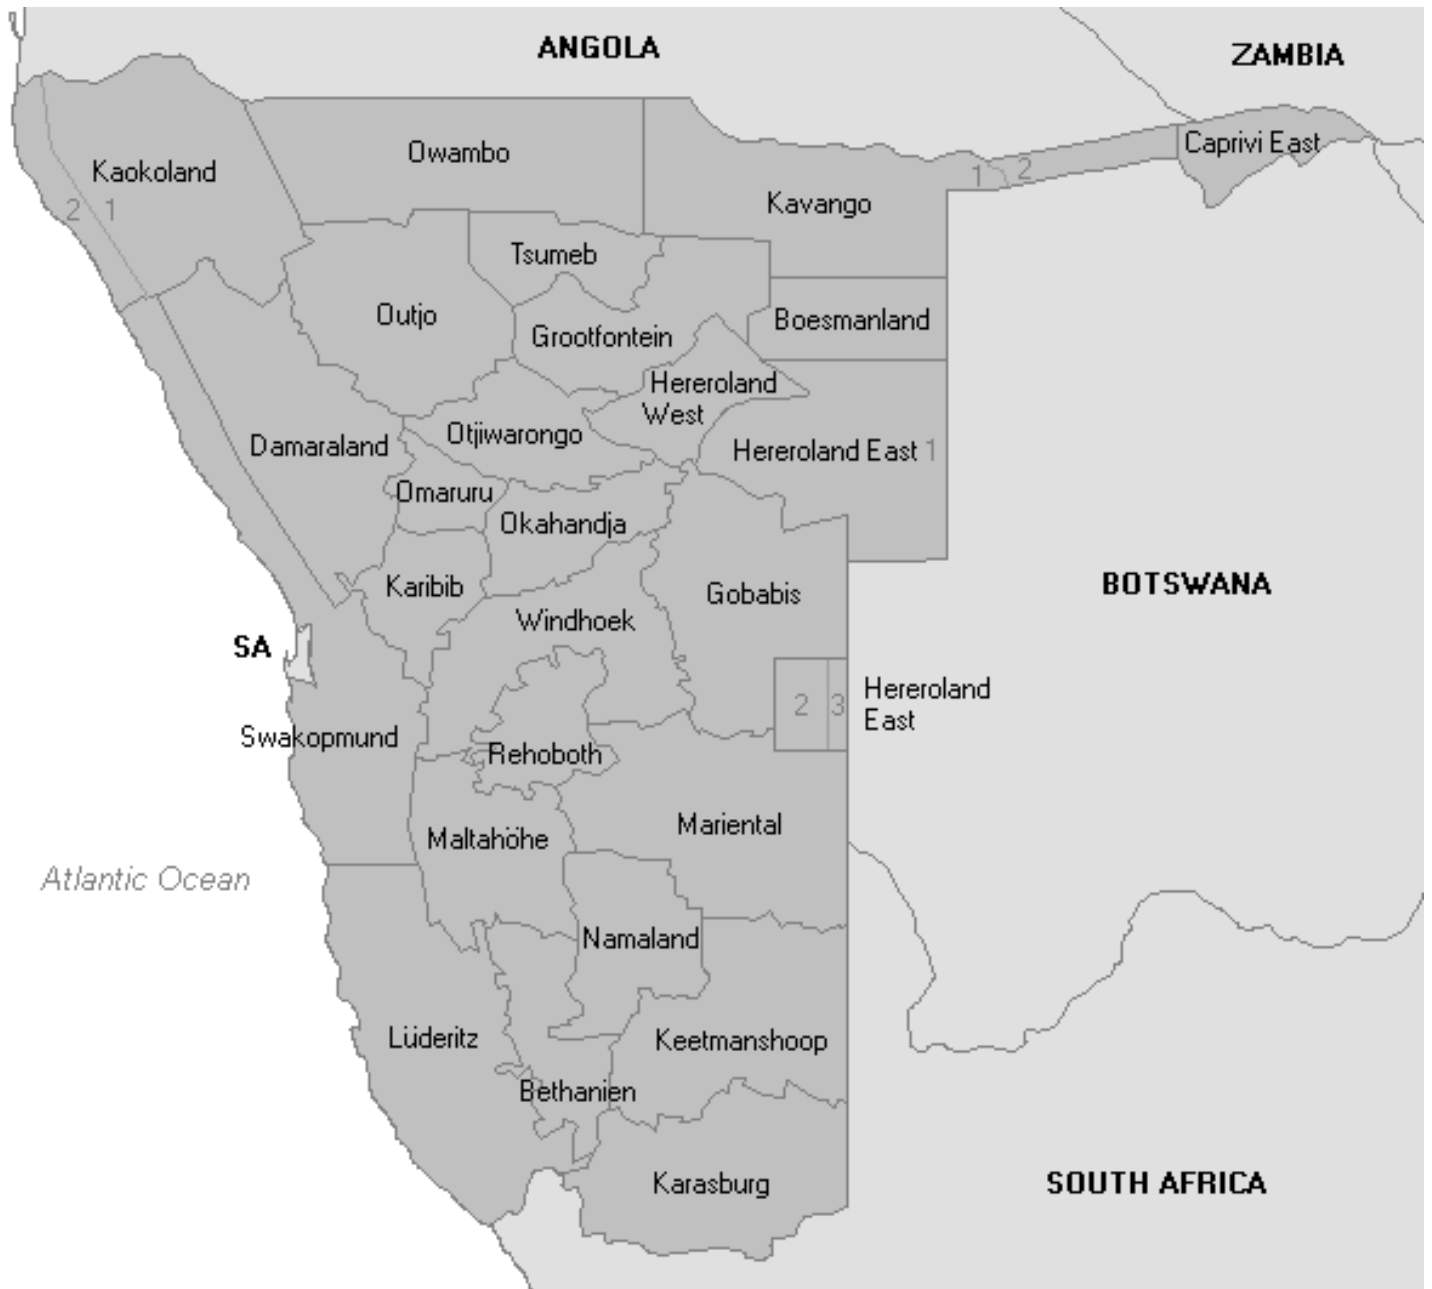 ANGOLA
ZAMBIA
Caprivi East
Owambo
Kaokoland
1
2
Kavango
2
1
Tsumeb
Outjo
Grootfontein
Boesmanland
Hereroland
West
Otjiwarongo
Damaraland
Hereroland East 1
Omaruru
Okahandja
Karibib
Gobabis
BOTSWANA
Windhoek
SA
Hereroland
East
2
3
Swakopmund
Rehoboth
Mariental
Maltahöhe
Atlantic Ocean
Namaland
Lüderitz
Keetmanshoop
Bethanien
Karasburg
SOUTH AFRICA